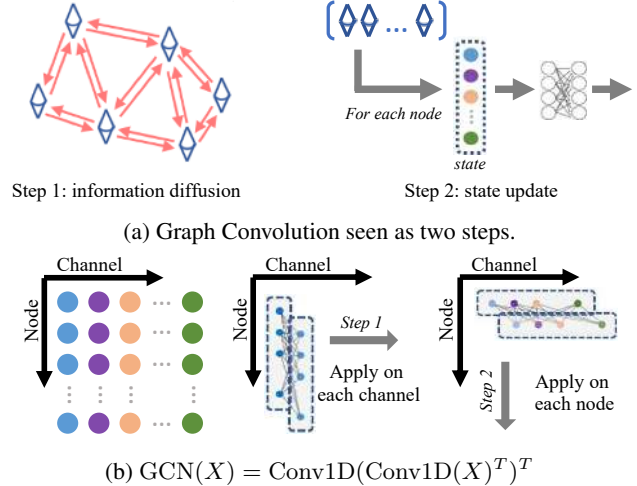 { ... }
For each node
state
Step 1: information diffusion
Step 2: state update
(a) Graph Convolution seen as two steps.
Channel
Node
Channel
Node
Step 1
Apply on
each channel
Channel
Node
Step 2
Apply on
each node
(b) GCN(X) = Conv1D(Conv1D(X)^T)^T